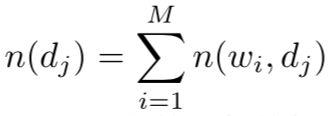 n(d_j) = \sum_{i=1}^{M} n(w_i, d_j)